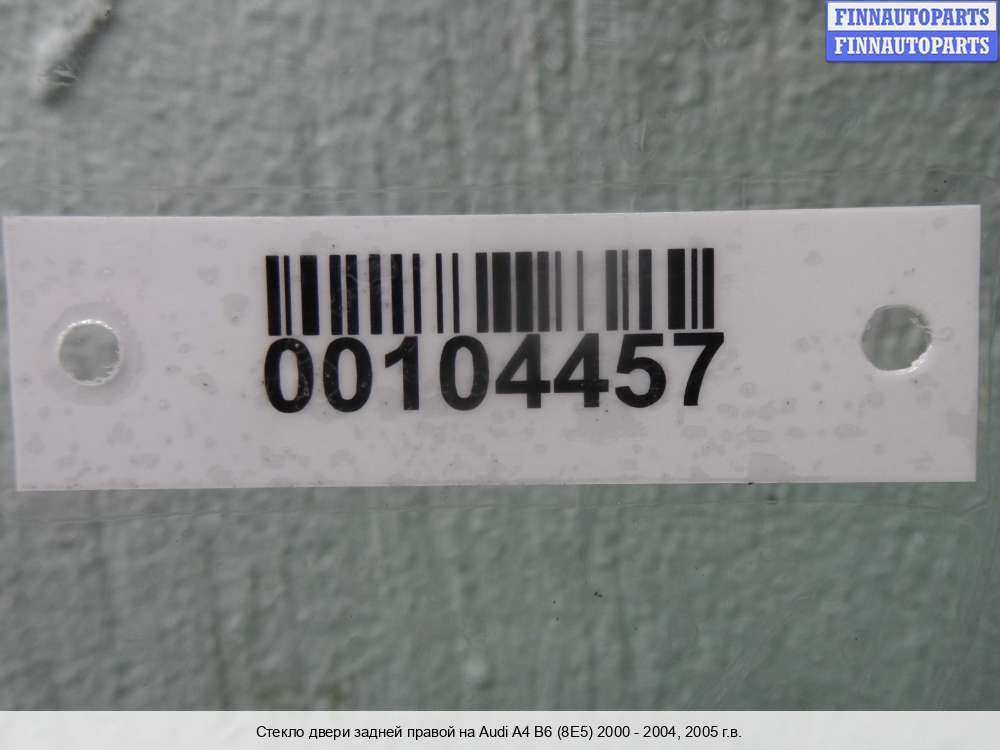 FINNAUTOPARTS
FINNAUTOPARTS
00104457
Стекло двери задней правой на Audi A4 B6 (8E5) 2000 - 2004, 2005 г.в.